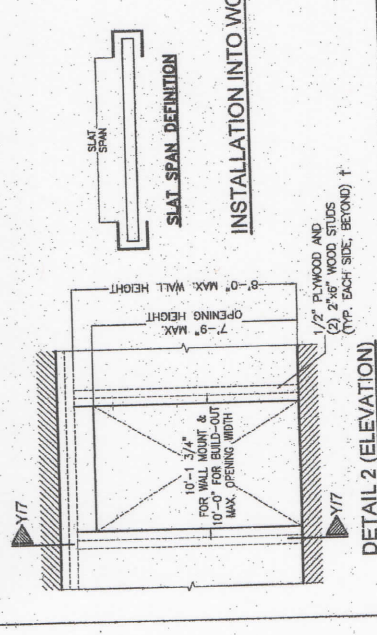 SLAT
SPAN
SLAT SPAN DEFINITION
INSTALLATION INTO WO
Y/7
8'-0" MAX. WALL HEIGHT
7'-9" MAX.
OPENING HEIGHT
10'-1 3/4"
FOR WALL MOUNT &
10'-0" FOR BUILD-OUT
MAX. OPENING WIDTH
1/2" PLYWOOD AND
(2) 2"x6" WOOD STUDS
(TYP. EACH SIDE, BEYOND) †
Y/7
DETAIL 2 (ELEVATION)